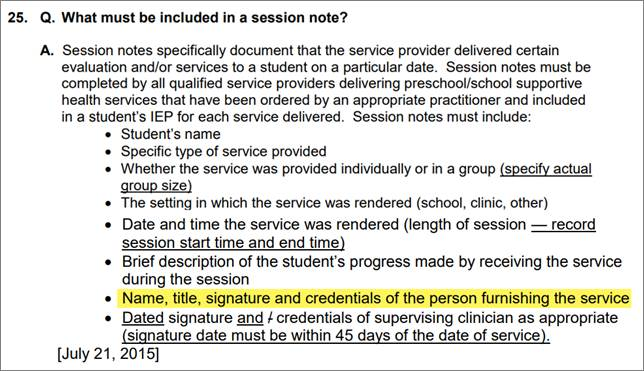 25. Q. What must be included in a session note?
A. Session notes specifically document that the service provider delivered certain
evaluation and/or services to a student on a particular date. Session notes must be
completed by all qualified service providers delivering preschool/school supportive
health services that have been ordered by an appropriate practitioner and included
in a student's IEP for each service delivered. Session notes must include:
• Student's name
• Specific type of service provided
• Whether the service was provided individually or in a group (specify actual
group size)
• The setting in which the service was rendered (school, clinic, other)
• Date and time the service was rendered (length of session — record
session start time and end time)
• Brief description of the student's progress made by receiving the service
during the session
• Name, title, signature and credentials of the person furnishing the service
• Dated signature and / credentials of supervising clinician as appropriate
(signature date must be within 45 days of the date of service).
[July 21, 2015]